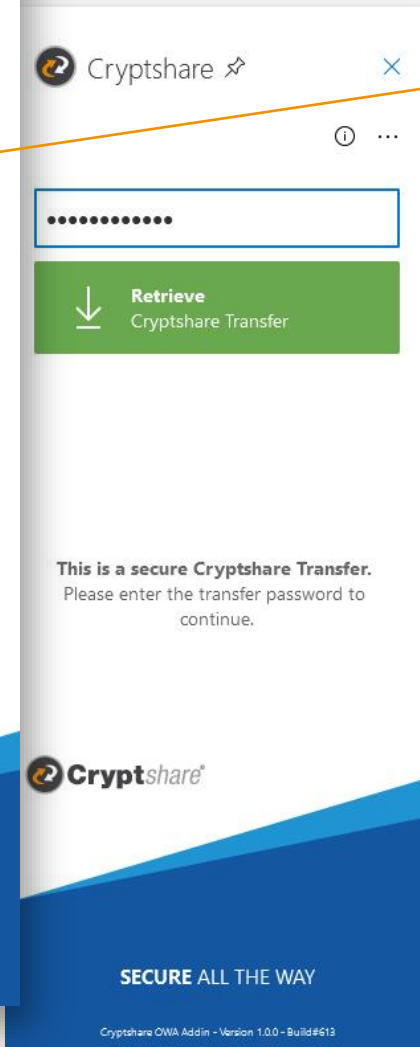 Cryptshare
••••••••••••
Retrieve
Cryptshare Transfer
This is a secure Cryptshare Transfer.
Please enter the transfer password to
continue.
Cryptshare®
SECURE ALL THE WAY
Cryptshare OWA Addin - Version 1.0.0 - Build#613